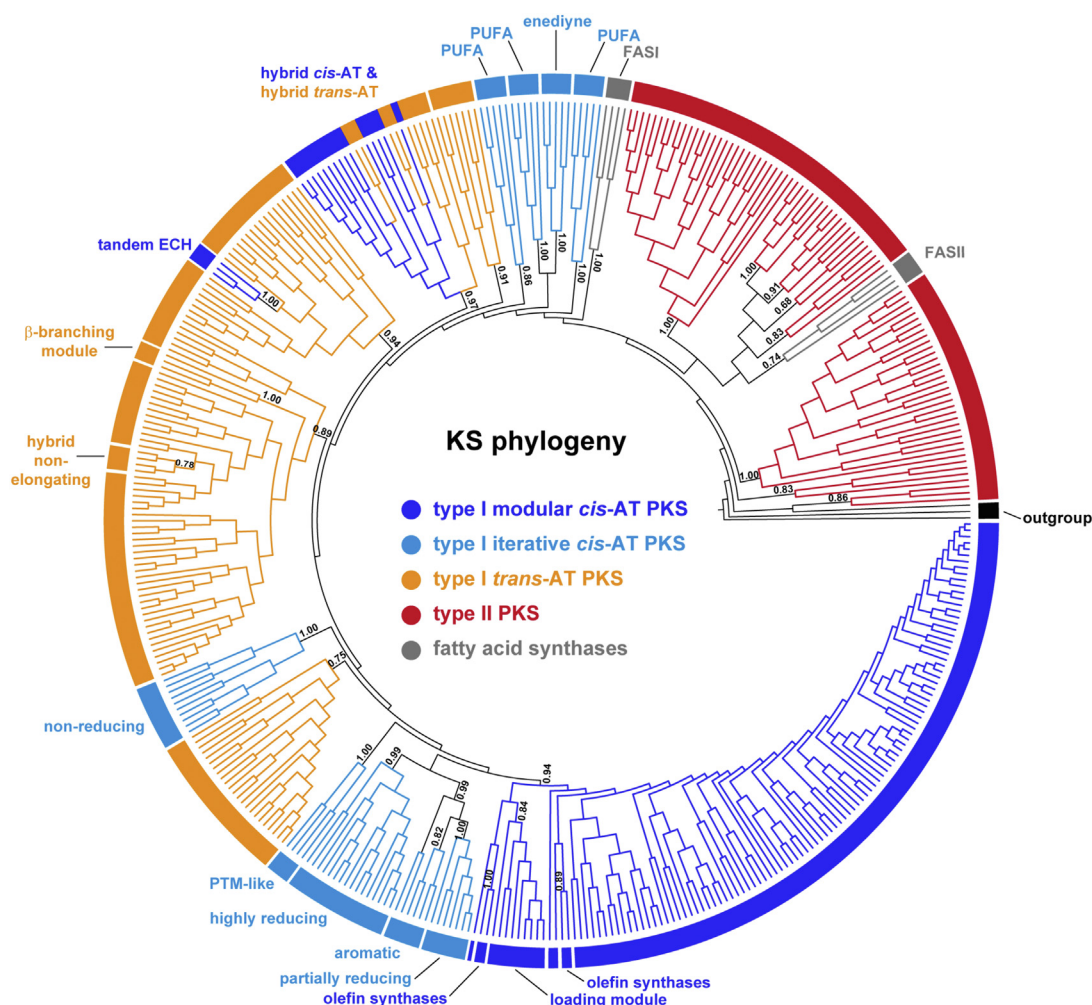 enediyne
PUFA
PUFA
PUFA
FASI
hybrid cis-AT &
hybrid trans-AT
tandem ECH
FASII
β-branching
module
hybrid
non-
elongating
KS phylogeny
type I modular cis-AT PKS
type I iterative cis-AT PKS
type I trans-AT PKS
type II PKS
fatty acid synthases
outgroup
non-reducing
PTM-like
highly reducing
aromatic
partially reducing
olefin synthases
loading module
olefin synthases
0.97
0.91
0.86
1.00
1.00
1.00
1.00
1.00
1.00
0.91
0.68
0.83
0.74
1.00
0.83
0.86
1.00
0.94
1.00
0.89
0.78
1.00
0.75
1.00
0.99
0.99
0.82
1.00
0.94
0.84
1.00
0.89